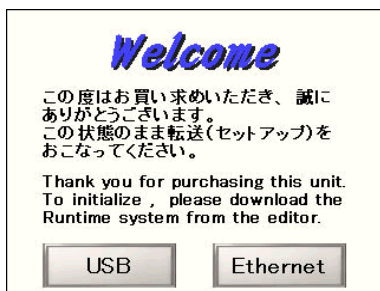 Welcome
この度はお買い求めいただき、誠に
ありがとうございます。
この状態のまま転送(セットアップ)を
おこなってください。
Thank you for purchasing this unit.
To initialize , please download the
Runtime system from the editor.
USB
Ethernet